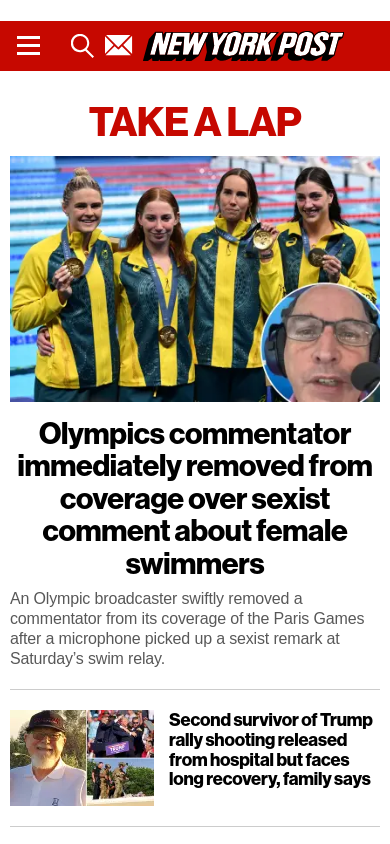 NEW YORK POST
TAKE A LAP
Olympics commentator
immediately removed from
coverage over sexist
comment about female
swimmers
An Olympic broadcaster swiftly removed a
commentator from its coverage of the Paris Games
after a microphone picked up a sexist remark at
Saturday’s swim relay.
TRUMP
Second survivor of Trump
rally shooting released
from hospital but faces
long recovery, family says